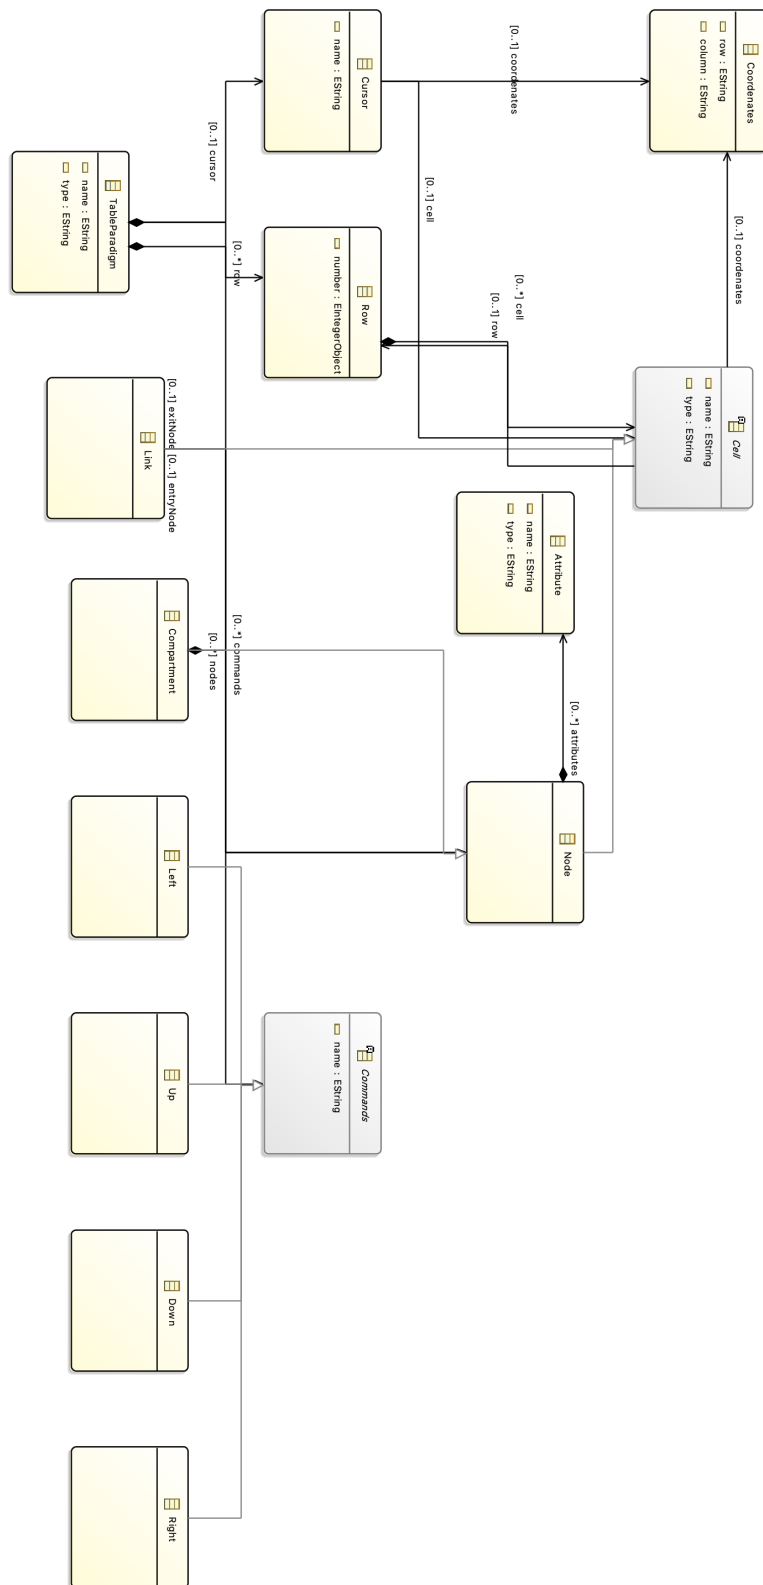 TableParadigm
name : EString
type : EString
[0..1] cursor
[0..*] row
[0..*] commands
Cursor
name : EString
[0..1] coordenates
[0..1] cell
Coordenates
row : EString
column : EString
[0..1] coordenates
Row
number : EIntegerObject
[0..*] cell
[0..1] row
Cell
name : EString
type : EString
Link
[0..1] exitNode
[0..1] entryNode
Attribute
name : EString
type : EString
[0..*] attributes
Compartment
[0..*] nodes
Node
Left
Up
Commands
name : EString
Down
Right